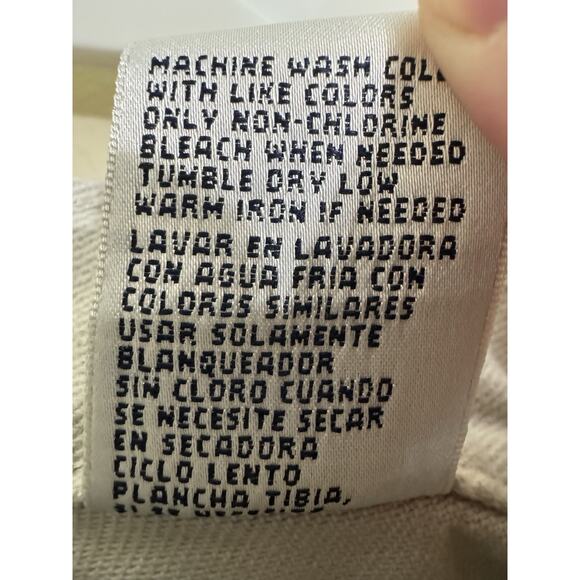 MACHINE WASH COL
WITH LIKE COLORS
ONLY NON-CHLORINE
BLEACH WHEN NEEDED
TUMBLE DRY LOW
WARM IRON IF NEEDED
LAVAR EN LAVADORA
CON AGUA FRIA CON
COLORES SIMILARES
USAR SOLAMENTE
BLANQUEADOR
SIN CLORO CUANDO
SE NECESITE SECAR
EN SECADORA
CICLO LENTO
PLANCHA TIBIA,